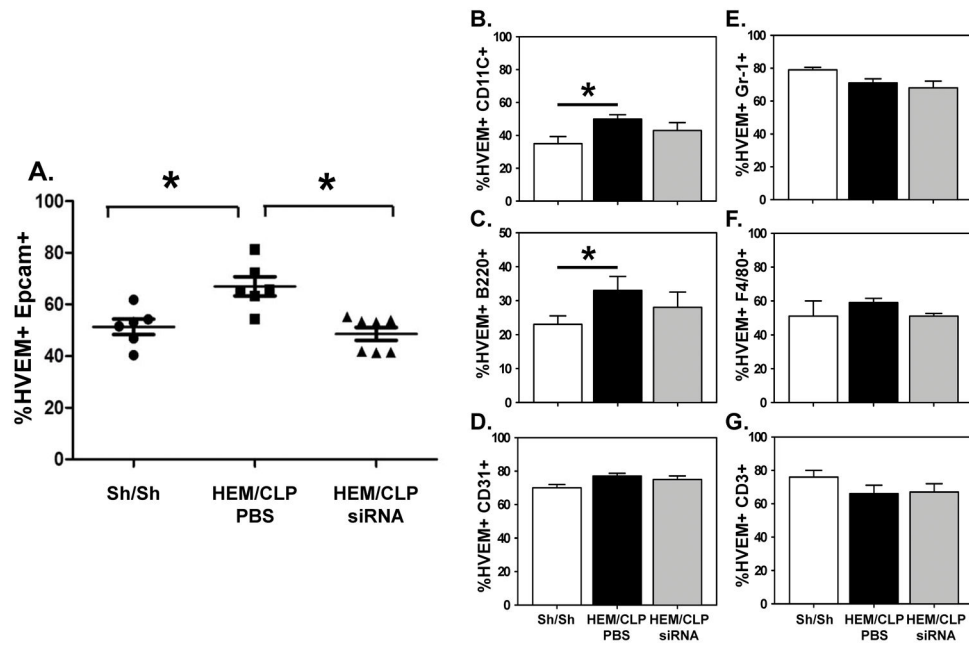 A.
*
*
%HVEM+ Epcam+
100
80
60
40
20
0
Sh/Sh
HEM/CLP
PBS
HEM/CLP
siRNA
B.
%HVEM+ CD11C+
100
80
60
40
20
0
*
C.
%HVEM+ B220+
50
40
30
20
10
0
*
D.
%HVEM+ CD31+
100
80
60
40
20
0
Sh/Sh
HEM/CLP
PBS
HEM/CLP
siRNA
E.
%HVEM+ Gr-1+
100
80
60
40
20
0
F.
%HVEM+ F4/80+
100
80
60
40
20
0
G.
%HVEM+ CD3+
100
80
60
40
20
0
Sh/Sh
HEM/CLP
PBS
HEM/CLP
siRNA